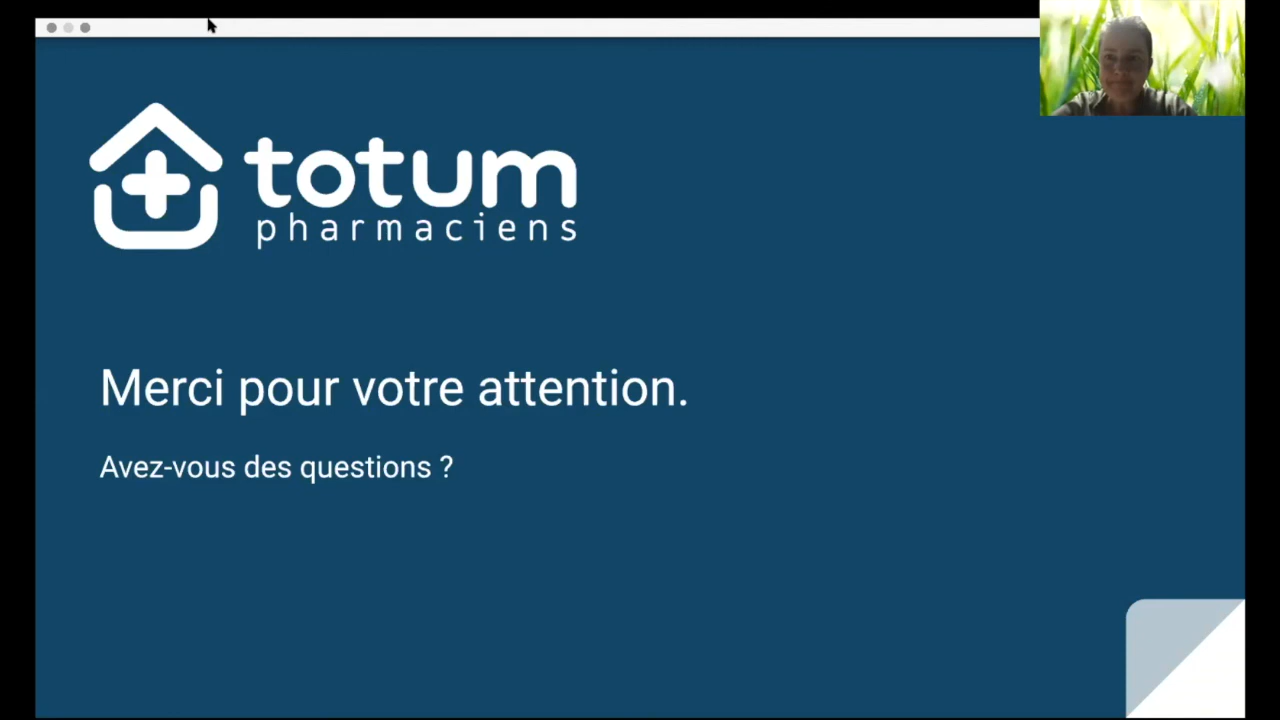 totum
pharmaciens
Merci pour votre attention.
Avez-vous des questions ?